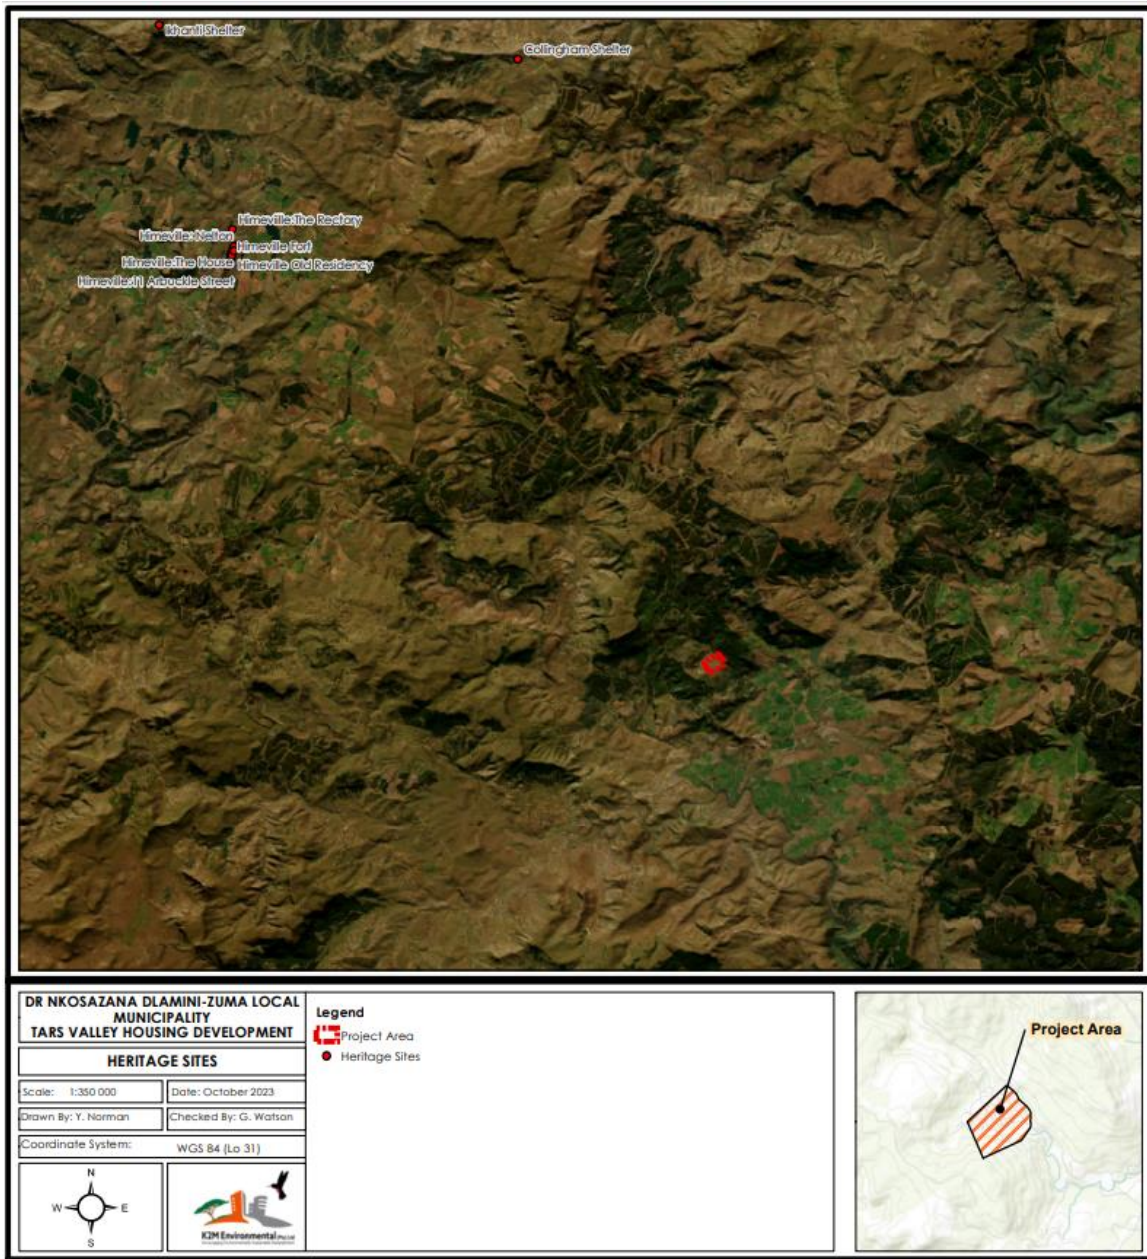 Ikhanti Shelter
Collingham Shelter
Himeville:The Rectory
Himeville: Nelton
Himeville Fort
Himeville:The House
Himeville Old Residency
Himeville:11 Arbuckle Street
DR NKOSAZANA DLAMINI-ZUMA LOCAL
MUNICIPALITY
TARS VALLEY HOUSING DEVELOPMENT
HERITAGE SITES
Scale: 1:350 000
Date: October 2023
Drawn By: Y. Norman
Checked By: G. Watson
Coordinate System: WGS 84 (Lo 31)
N
W E
S
K2M Environmental (Pty) Ltd
Legend
Project Area
Heritage Sites
Project Area